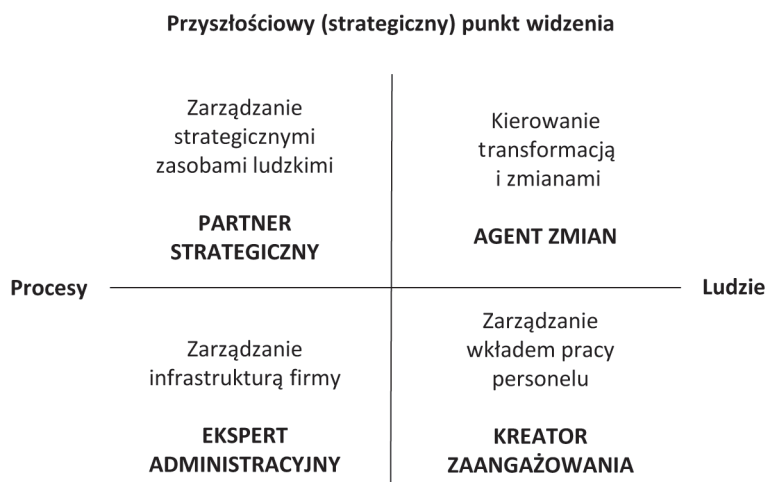 Przyszłościowy (strategiczny) punkt widzenia
Zarządzanie
strategicznymi
zasobami ludzkimi
PARTNER
STRATEGICZNY
Kierowanie
transformacją
i zmianami
AGENT ZMIAN
Procesy
Ludzie
Zarządzanie
infrastrukturą firmy
EKSPERT
ADMINISTRACYJNY
Zarządzanie
wkładem pracy
personelu
KREATOR
ZAANGAŻOWANIA